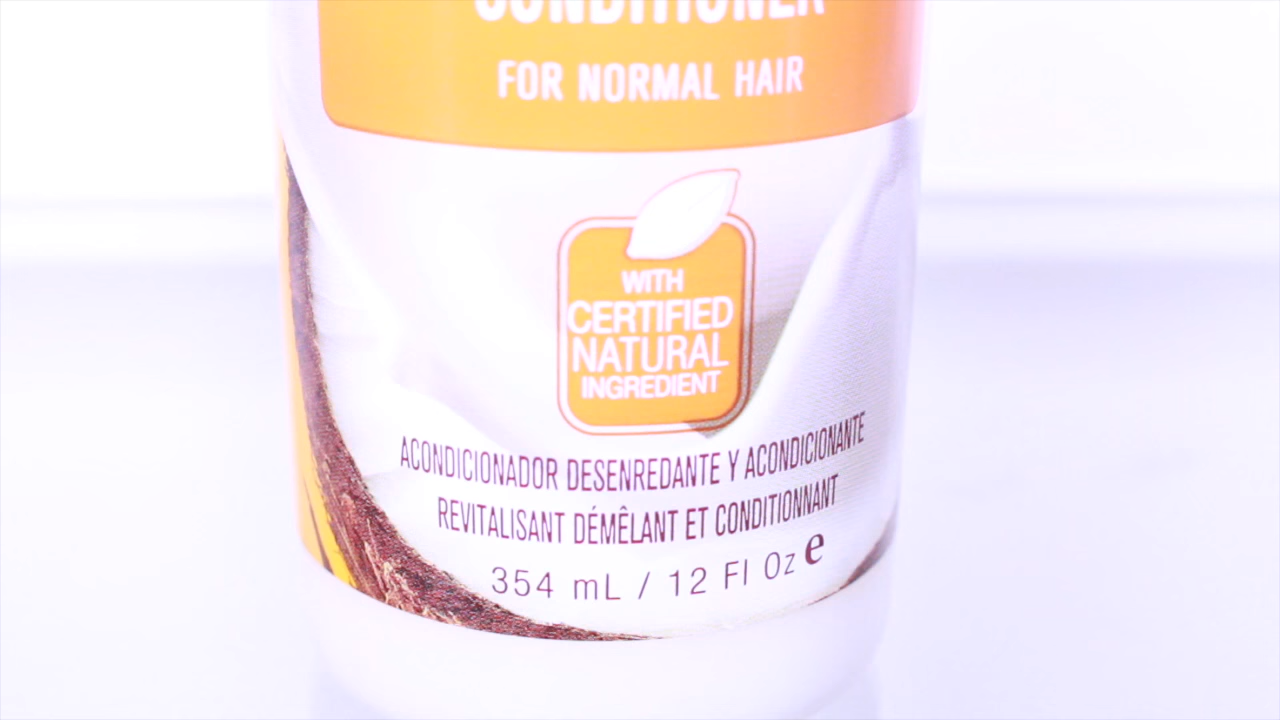 CONDITIONER
FOR NORMAL HAIR
WITH
CERTIFIED
NATURAL
INGREDIENT
ACONDICIONADOR DESENREDANTE Y ACONDICIONANTE
REVITALISANT DÉMÊLANT ET CONDITIONNANT
354 mL / 12 Fl Oz e